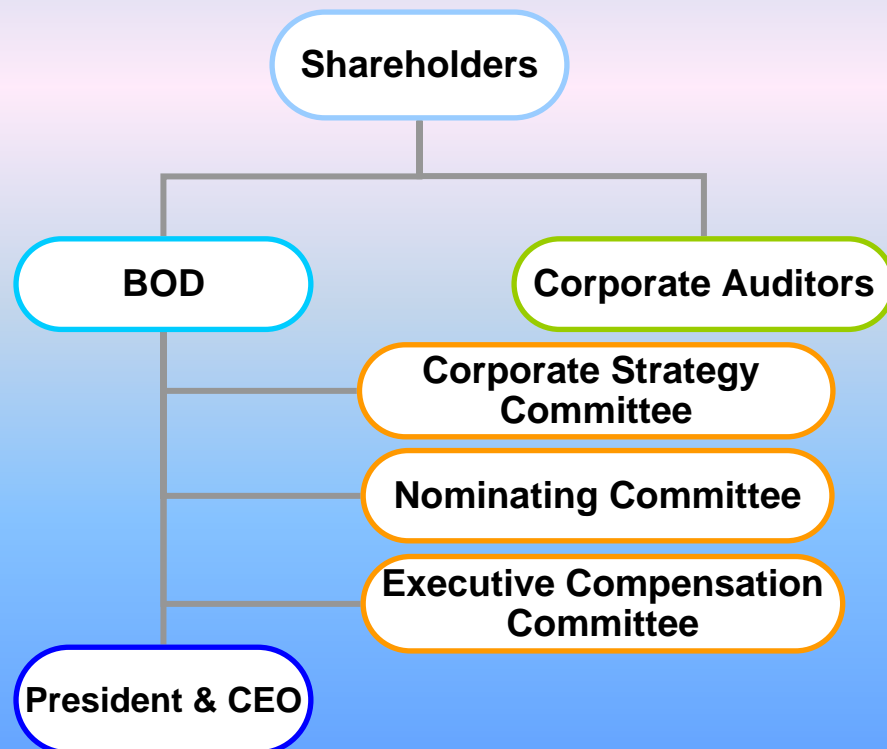 Shareholders
BOD
Corporate Auditors
Corporate Strategy
Committee
Nominating Committee
Executive Compensation
Committee
President & CEO